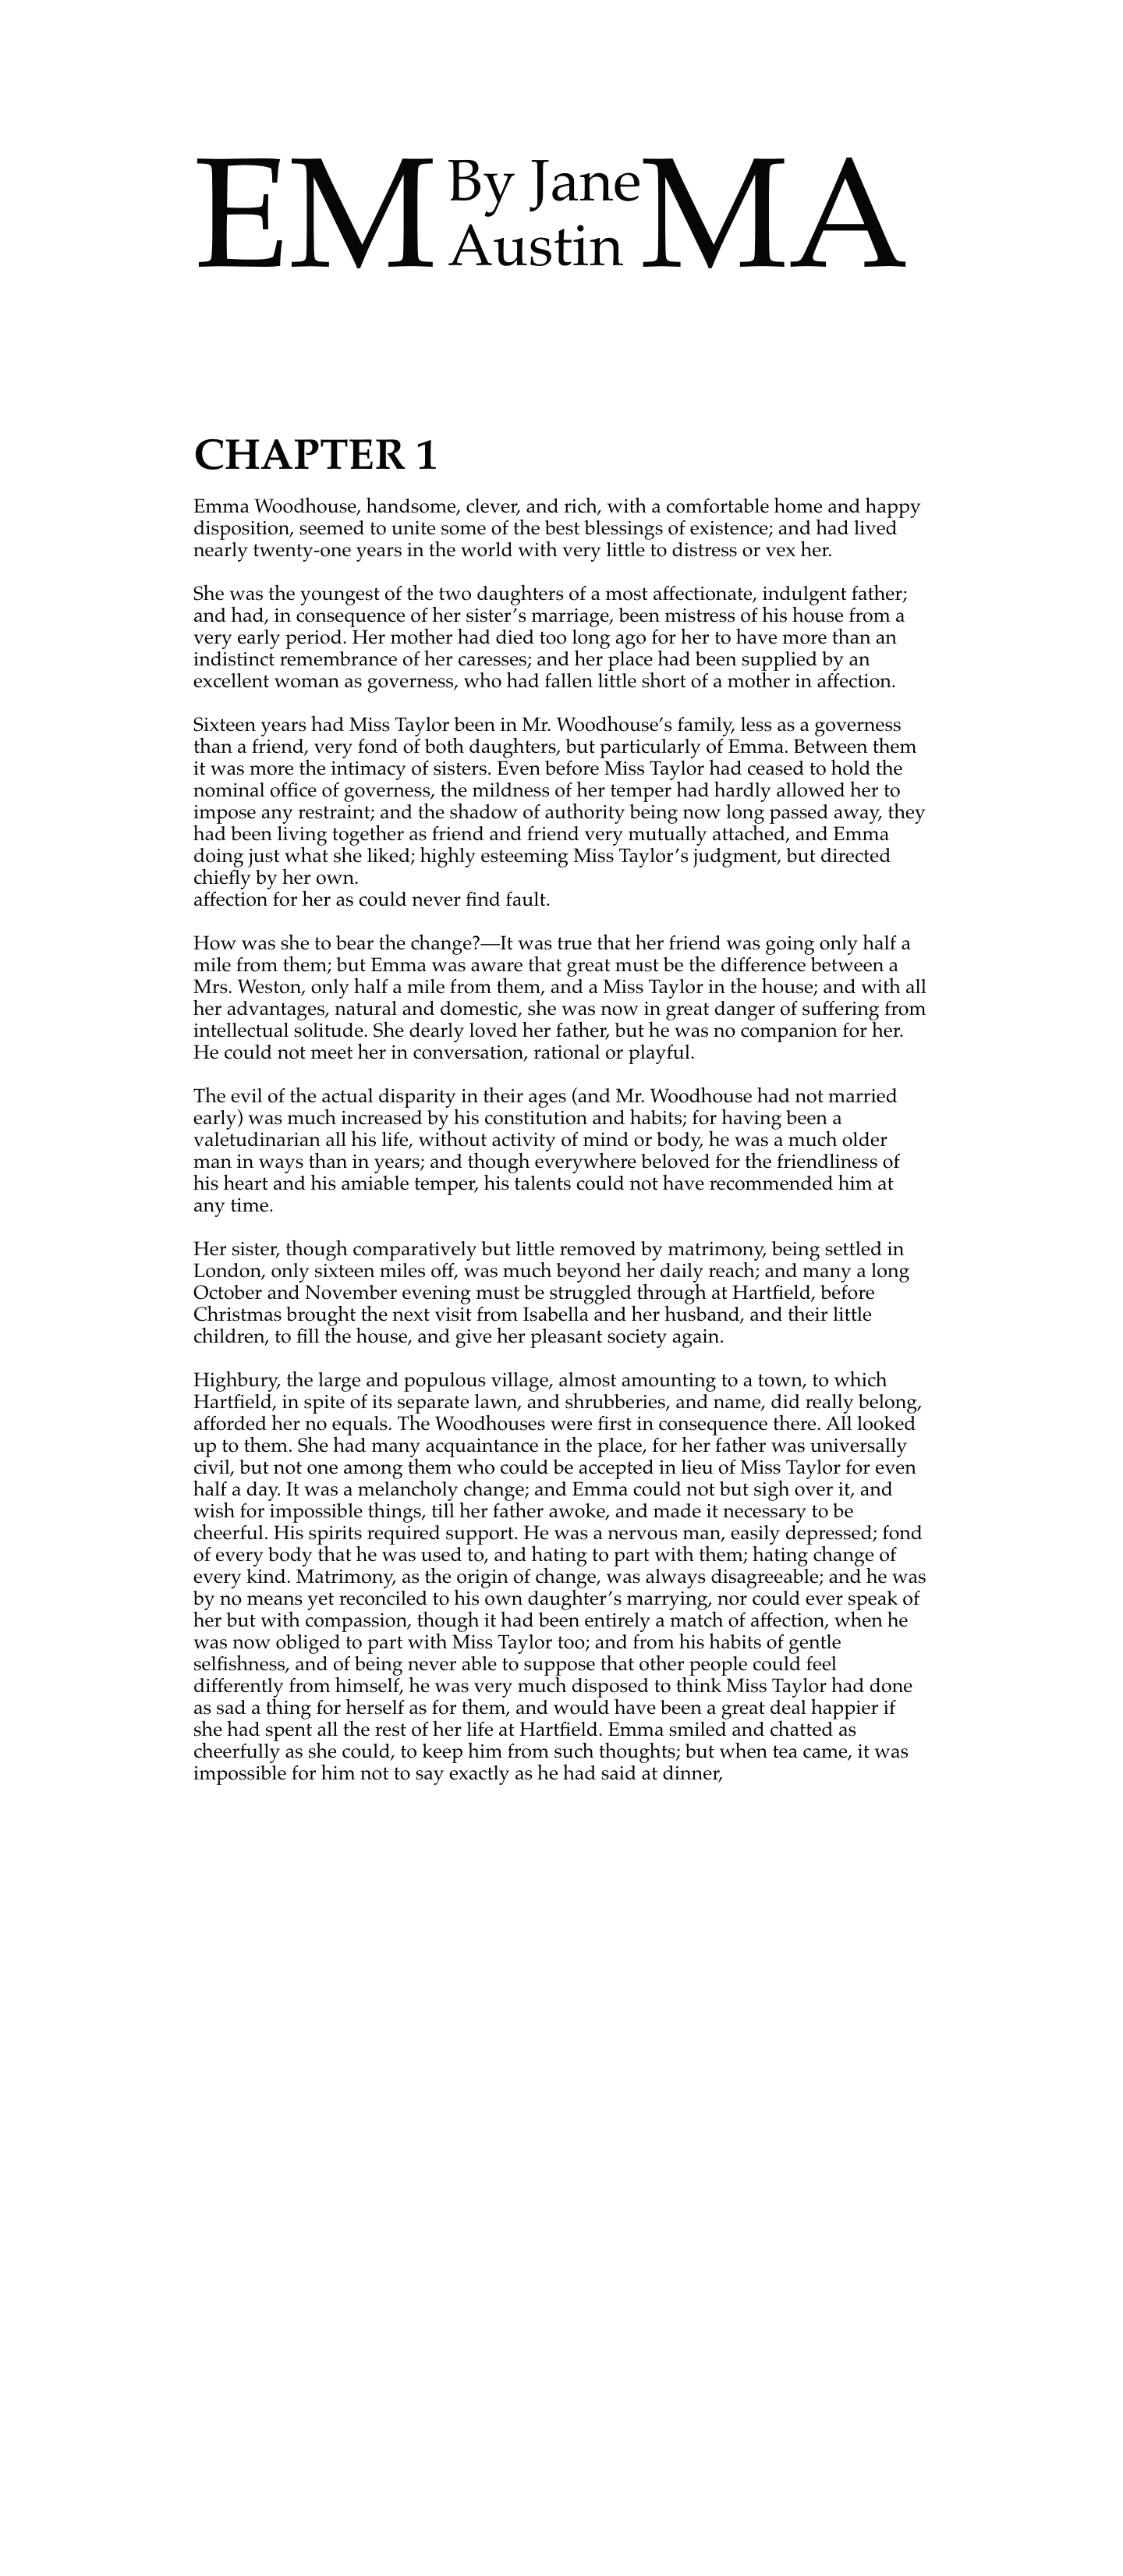 EM By Jane MA
Austin
CHAPTER 1
Emma Woodhouse, handsome, clever, and rich, with a comfortable home and happy
disposition, seemed to unite some of the best blessings of existence; and had lived
nearly twenty-one years in the world with very little to distress or vex her.
She was the youngest of the two daughters of a most affectionate, indulgent father;
and had, in consequence of her sister’s marriage, been mistress of his house from a
very early period. Her mother had died too long ago for her to have more than an
indistinct remembrance of her caresses; and her place had been supplied by an
excellent woman as governess, who had fallen little short of a mother in affection.
Sixteen years had Miss Taylor been in Mr. Woodhouse’s family, less as a governess
than a friend, very fond of both daughters, but particularly of Emma. Between them
it was more the intimacy of sisters. Even before Miss Taylor had ceased to hold the
nominal office of governess, the mildness of her temper had hardly allowed her to
impose any restraint; and the shadow of authority being now long passed away, they
had been living together as friend and friend very mutually attached, and Emma
doing just what she liked; highly esteeming Miss Taylor’s judgment, but directed
chiefly by her own.
affection for her as could never find fault.
How was she to bear the change?—It was true that her friend was going only half a
mile from them; but Emma was aware that great must be the difference between a
Mrs. Weston, only half a mile from them, and a Miss Taylor in the house; and with all
her advantages, natural and domestic, she was now in great danger of suffering from
intellectual solitude. She dearly loved her father, but he was no companion for her.
He could not meet her in conversation, rational or playful.
The evil of the actual disparity in their ages (and Mr. Woodhouse had not married
early) was much increased by his constitution and habits; for having been a
valetudinarian all his life, without activity of mind or body, he was a much older
man in ways than in years; and though everywhere beloved for the friendliness of
his heart and his amiable temper, his talents could not have recommended him at
any time.
Her sister, though comparatively but little removed by matrimony, being settled in
London, only sixteen miles off, was much beyond her daily reach; and many a long
October and November evening must be struggled through at Hartfield, before
Christmas brought the next visit from Isabella and her husband, and their little
children, to fill the house, and give her pleasant society again.
Highbury, the large and populous village, almost amounting to a town, to which
Hartfield, in spite of its separate lawn, and shrubberies, and name, did really belong,
afforded her no equals. The Woodhouses were first in consequence there. All looked
up to them. She had many acquaintance in the place, for her father was universally
civil, but not one among them who could be accepted in lieu of Miss Taylor for even
half a day. It was a melancholy change; and Emma could not but sigh over it, and
wish for impossible things, till her father awoke, and made it necessary to be
cheerful. His spirits required support. He was a nervous man, easily depressed; fond
of every body that he was used to, and hating to part with them; hating change of
every kind. Matrimony, as the origin of change, was always disagreeable; and he was
by no means yet reconciled to his own daughter’s marrying, nor could ever speak of
her but with compassion, though it had been entirely a match of affection, when he
was now obliged to part with Miss Taylor too; and from his habits of gentle
selfishness, and of being never able to suppose that other people could feel
differently from himself, he was very much disposed to think Miss Taylor had done
as sad a thing for herself as for them, and would have been a great deal happier if
she had spent all the rest of her life at Hartfield. Emma smiled and chatted as
cheerfully as she could, to keep him from such thoughts; but when tea came, it was
impossible for him not to say exactly as he had said at dinner,